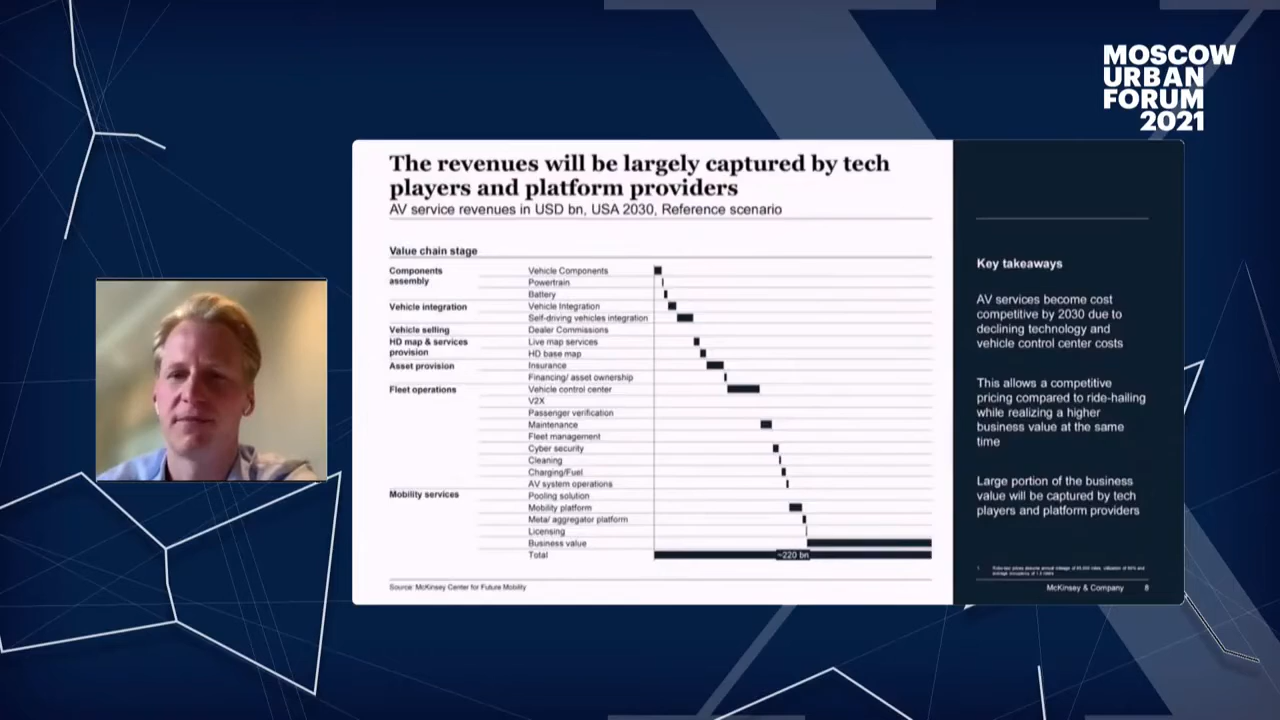 MOSCOW
URBAN
FORUM
2021
The revenues will be largely captured by tech
players and platform providers
AV service revenues in USD bn, USA 2030, Reference scenario
Value chain stage
Components
assembly
Vehicle Components
Powertrain
Battery
Vehicle integration
Vehicle Integration
Self-driving vehicles integration
Vehicle selling
Dealer Commissions
HD map & services
provision
Live map services
HD base map
Asset provision
Insurance
Financing/ asset ownership
Fleet operations
Vehicle control center
V2X
Passenger verification
Maintenance
Fleet management
Cyber security
Cleaning
Charging/Fuel
AV system operations
Mobility services
Pooling solution
Mobility platform
Meta/ aggregator platform
Licensing
Business value
Total
~220 bn
Source: McKinsey Center for Future Mobility
Key takeaways
AV services become cost
competitive by 2030 due to
declining technology and
vehicle control center costs
This allows a competitive
pricing compared to ride-hailing
while realizing a higher
business value at the same
time
Large portion of the business
value will be captured by tech
players and platform providers
McKinsey & Company 8